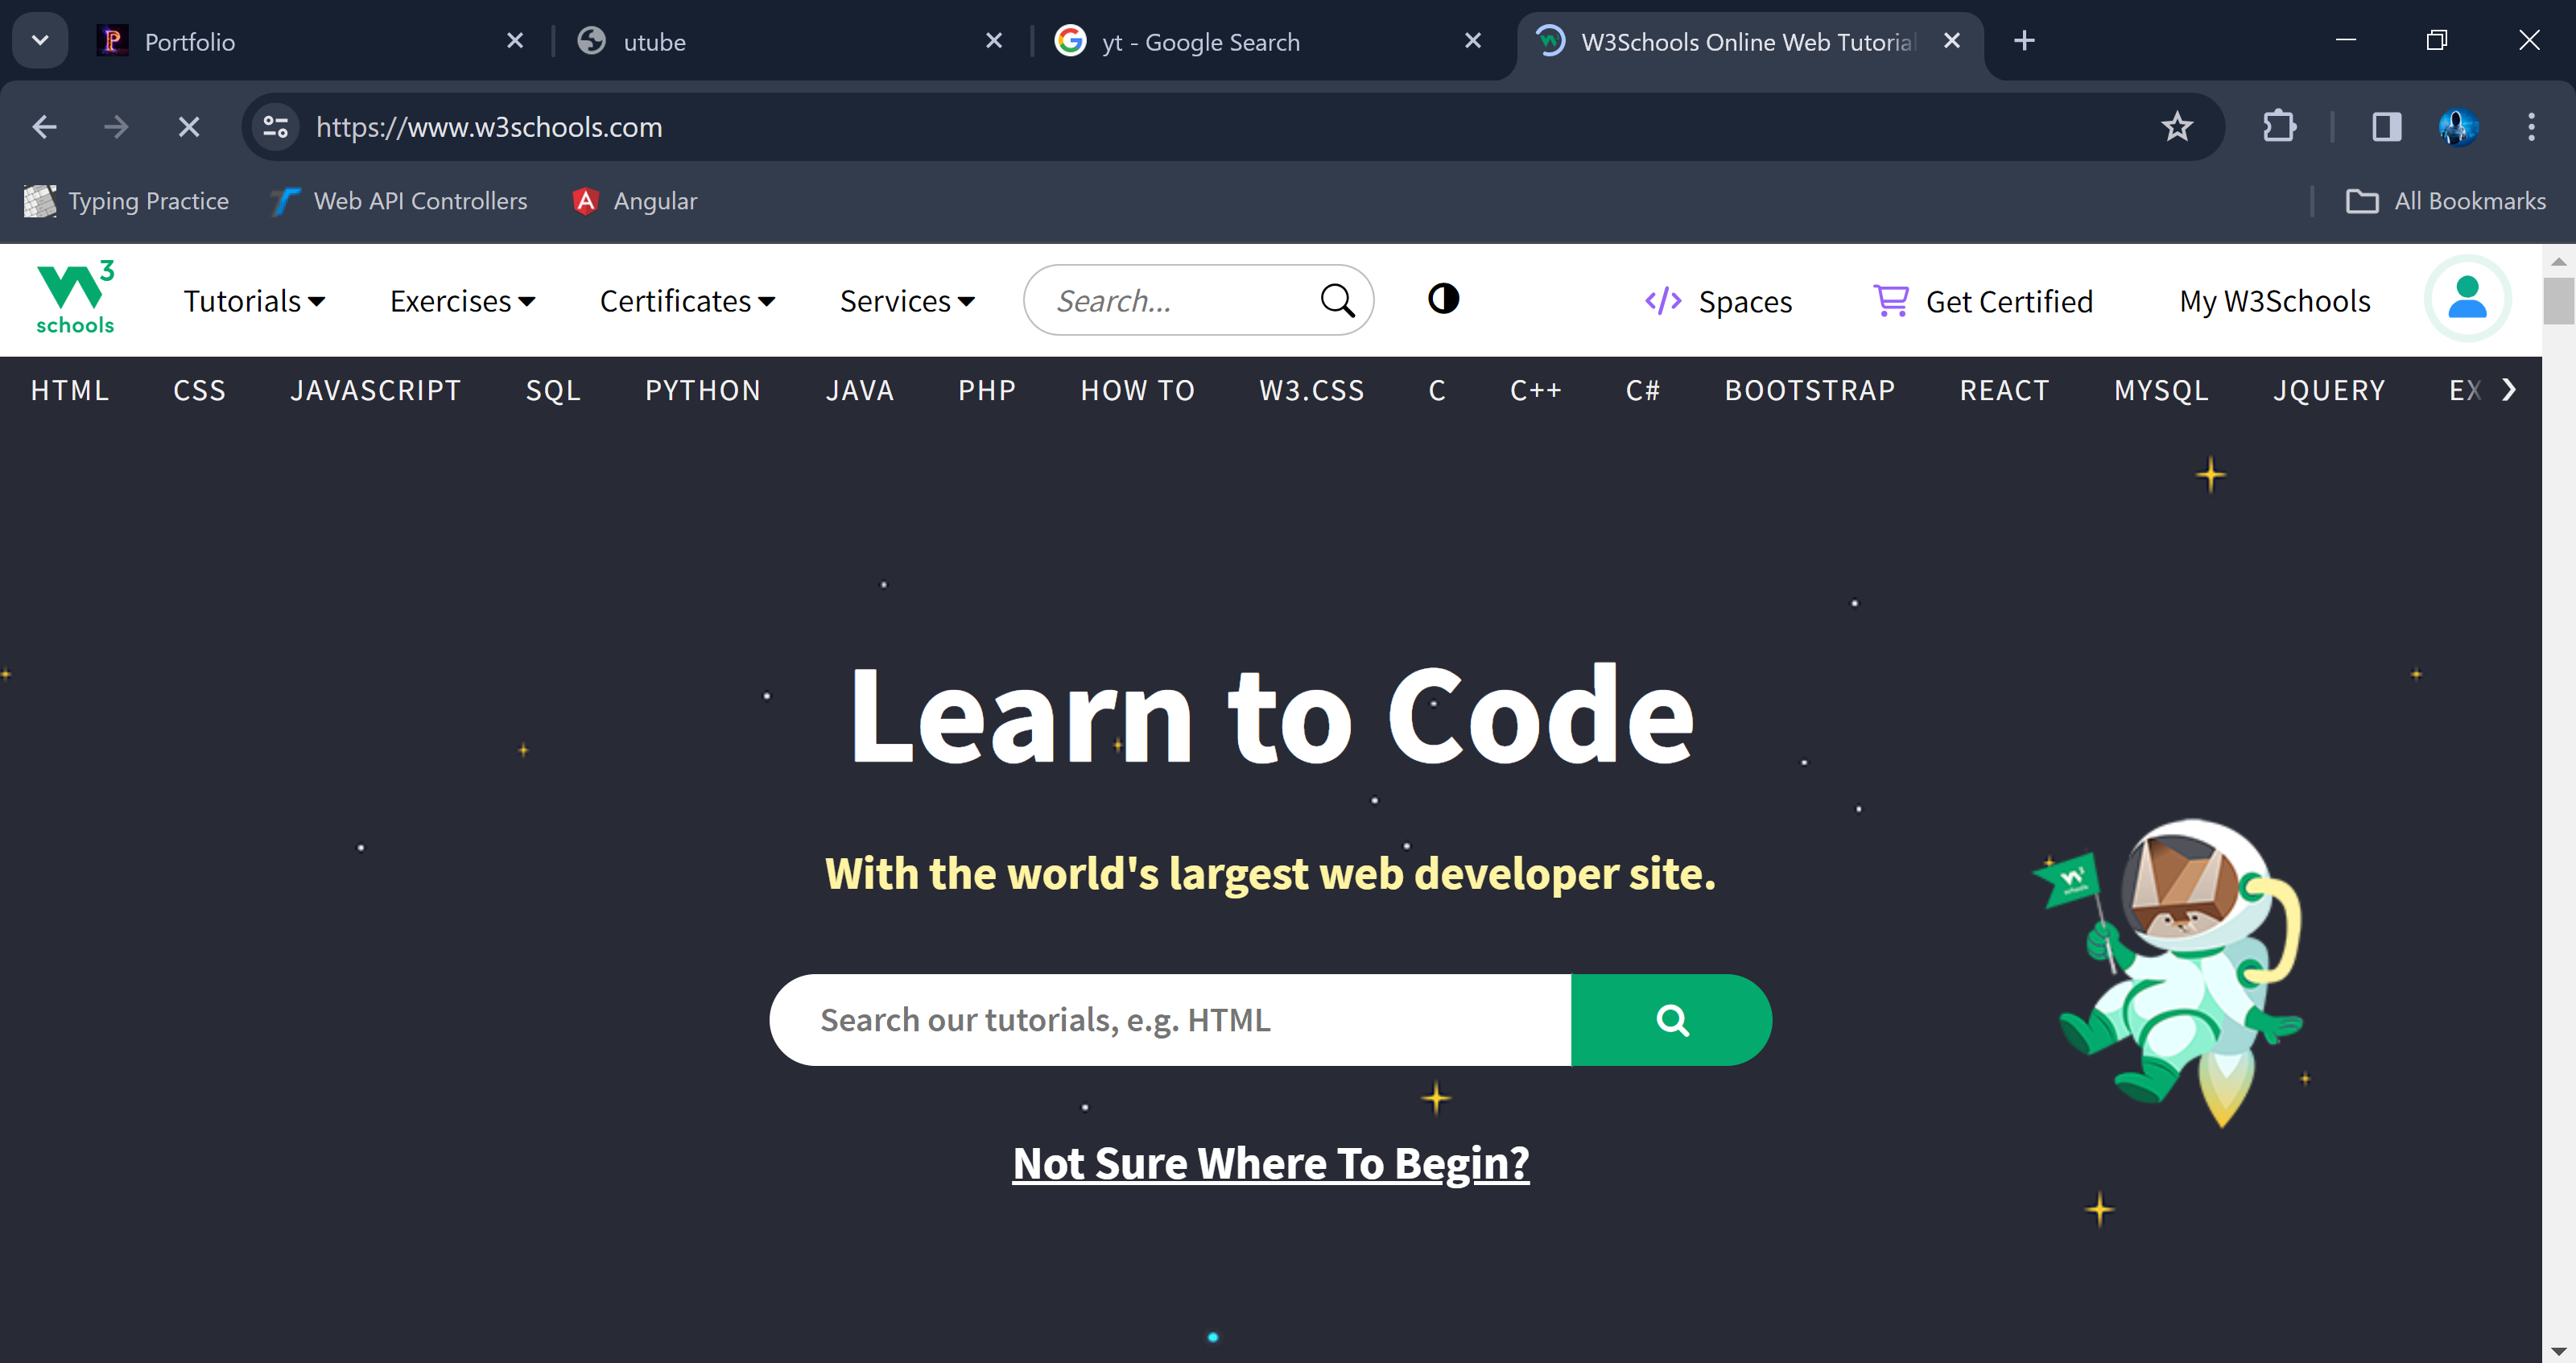 Portfolio
utube
yt - Google Search
W3Schools Online Web Tutorial
https://www.w3schools.com
Typing Practice
Web API Controllers
Angular
All Bookmarks
W3 schools
Tutorials
Exercises
Certificates
Services
Search...
Spaces
Get Certified
My W3Schools
HTML CSS JAVASCRIPT SQL PYTHON JAVA PHP HOW TO W3.CSS C C++ C# BOOTSTRAP REACT MYSQL JQUERY EX
Learn to Code
With the world's largest web developer site.
W3 schools
Search our tutorials, e.g. HTML
Not Sure Where To Begin?